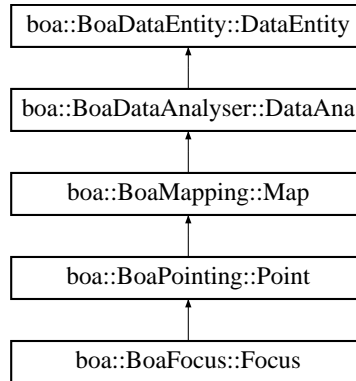 boa::BoaDataEntity::DataEntity
boa::BoaDataAnalyser::DataAna
boa::BoaMapping::Map
boa::BoaPointing::Point
boa::BoaFocus::Focus